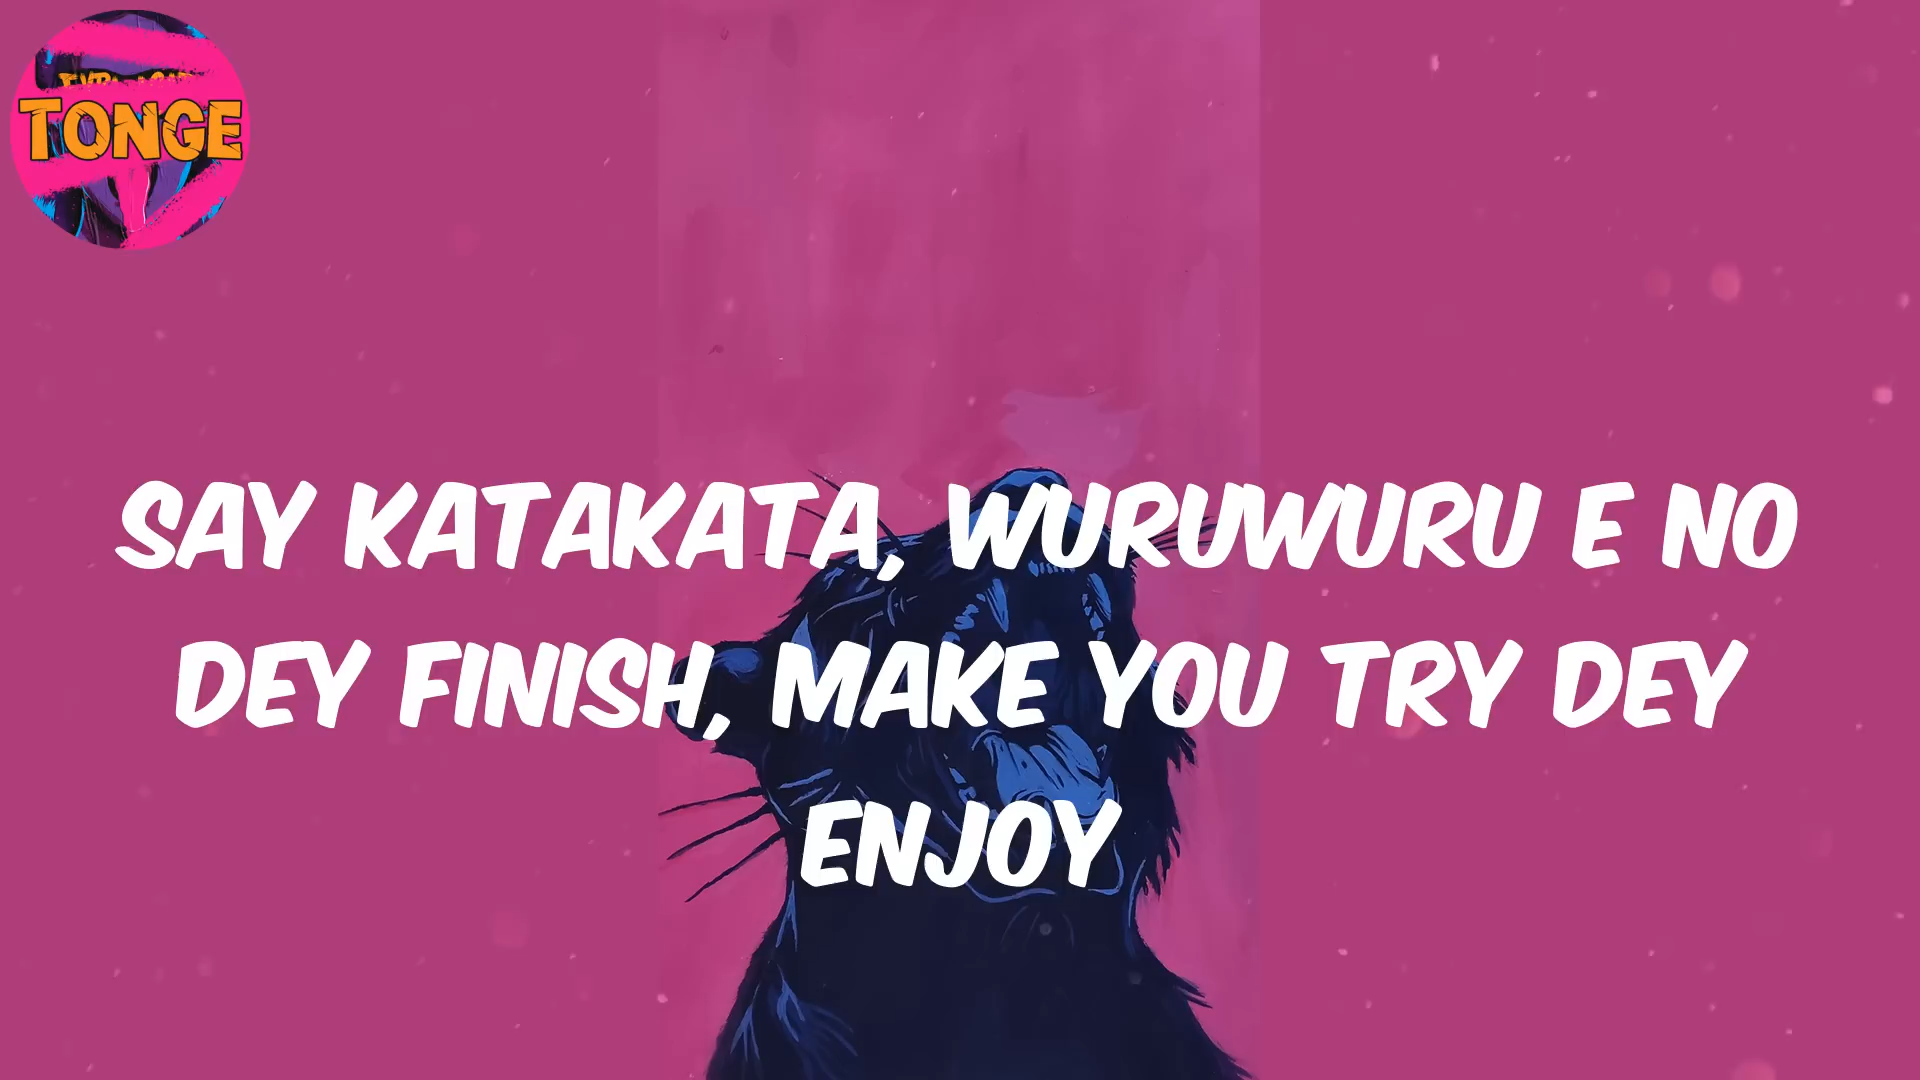 TONGE
SAY KATAKATA, WURUWURU E NO
DEY FINISH, MAKE YOU TRY DEY
ENJOY